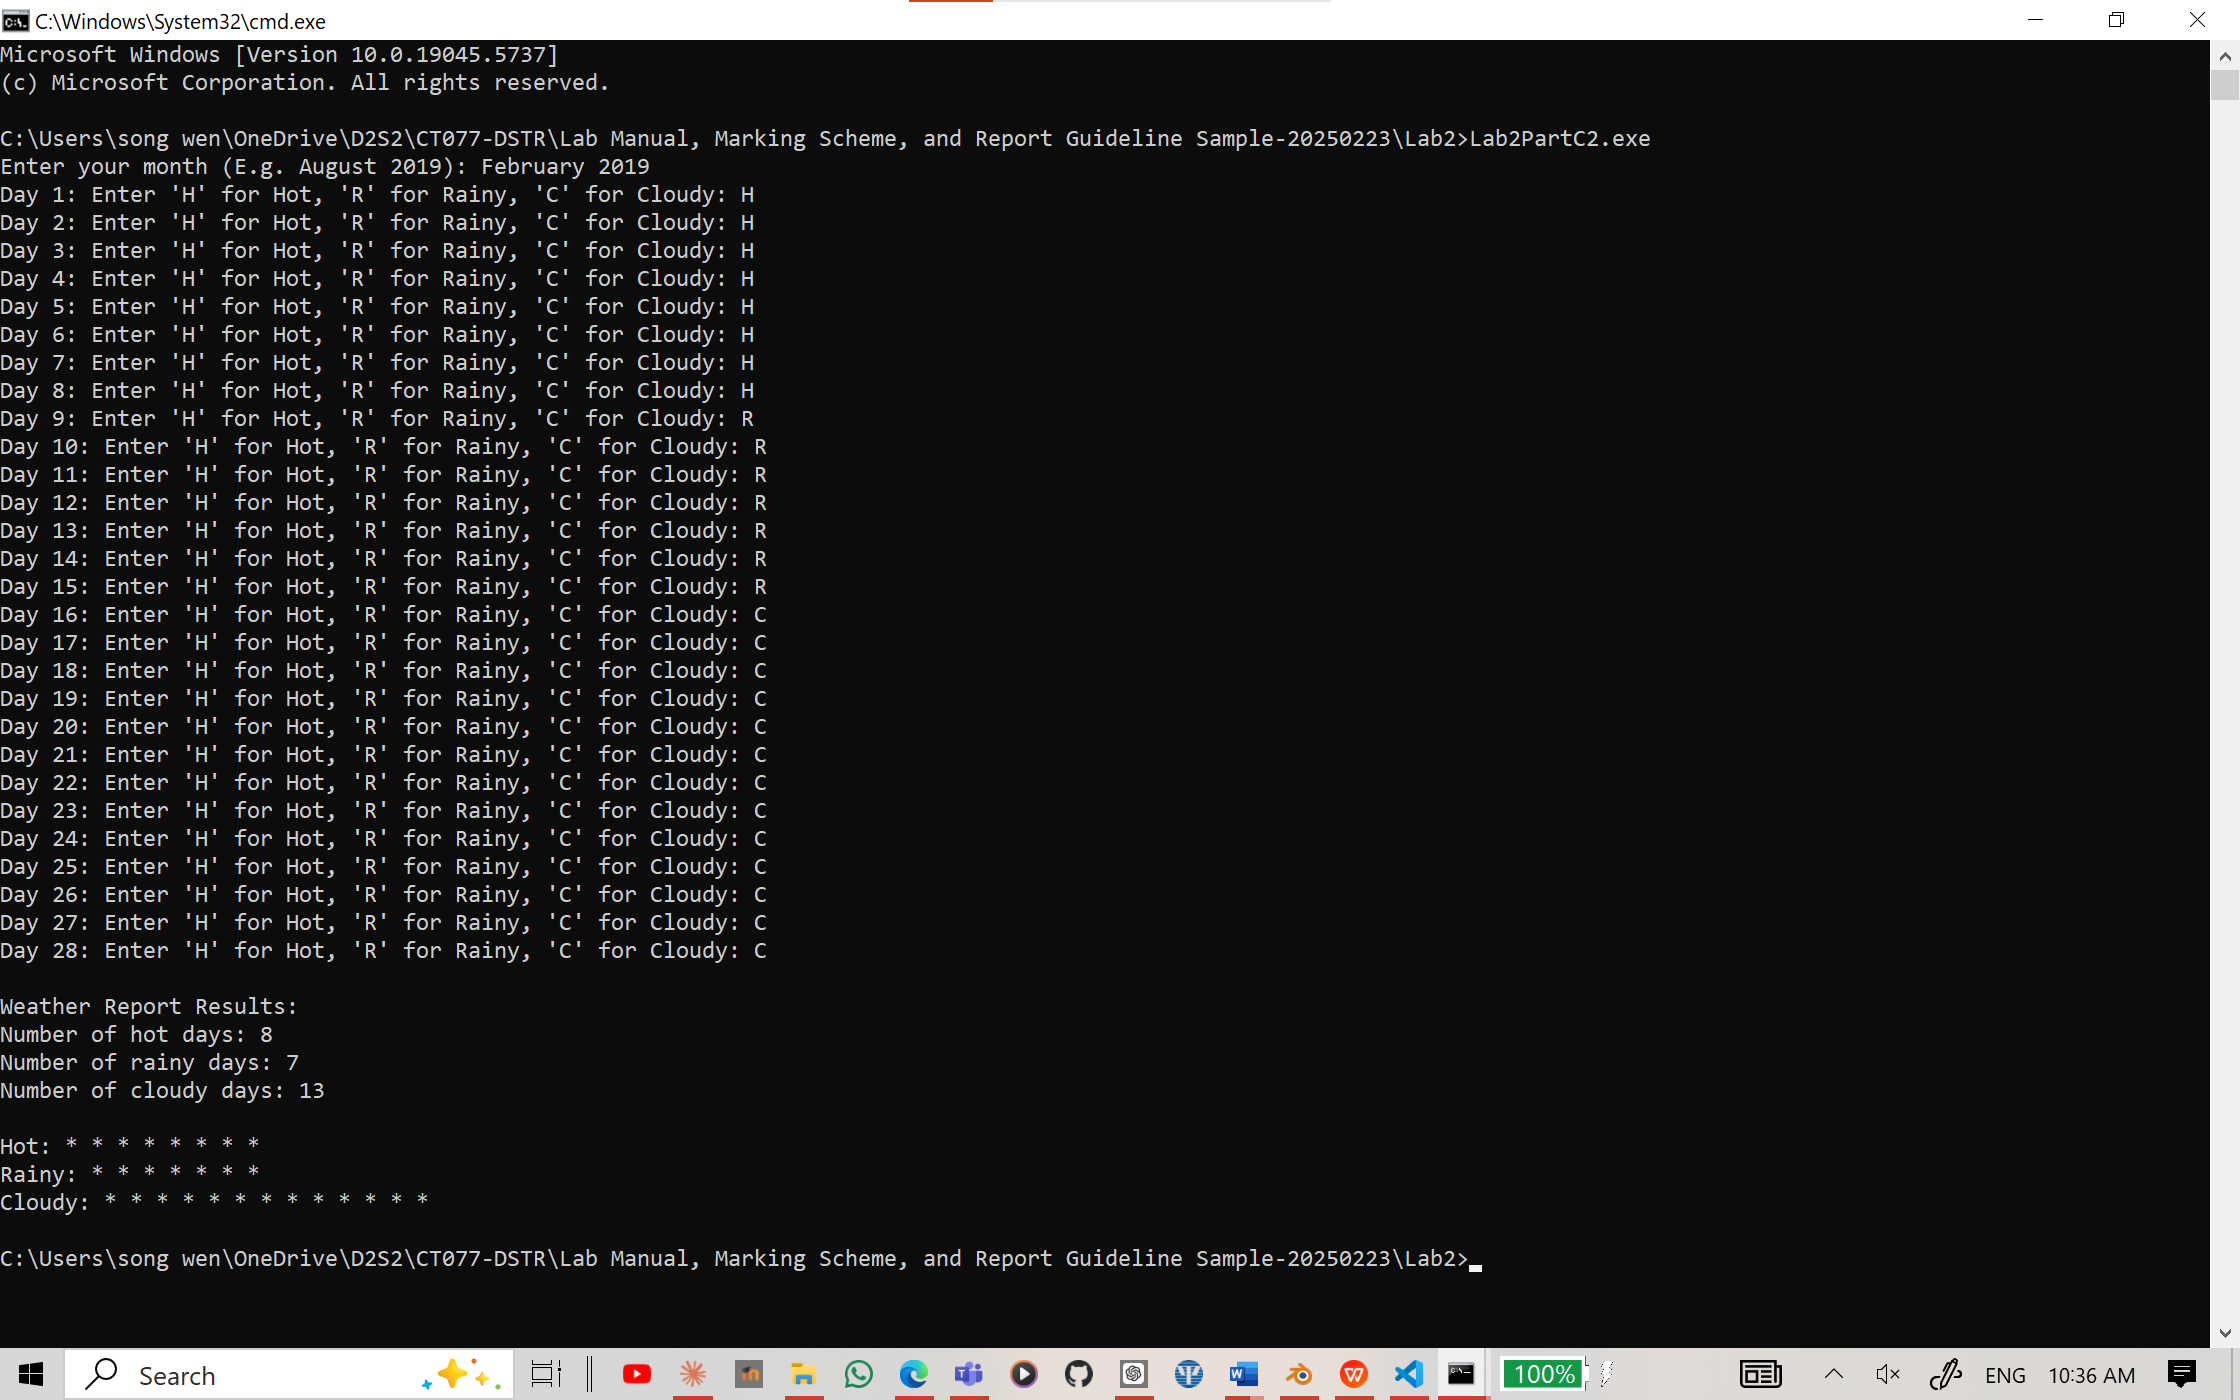 C:\Windows\System32\cmd.exe
Microsoft Windows [Version 10.0.19045.5737]
(c) Microsoft Corporation. All rights reserved.
C:\Users\song wen\OneDrive\D2S2\CT077-DSTR\Lab Manual, Marking Scheme, and Report Guideline Sample-20250223\Lab2>Lab2PartC2.exe
Enter your month (E.g. August 2019): February 2019
Day 1: Enter 'H' for Hot, 'R' for Rainy, 'C' for Cloudy: H
Day 2: Enter 'H' for Hot, 'R' for Rainy, 'C' for Cloudy: H
Day 3: Enter 'H' for Hot, 'R' for Rainy, 'C' for Cloudy: H
Day 4: Enter 'H' for Hot, 'R' for Rainy, 'C' for Cloudy: H
Day 5: Enter 'H' for Hot, 'R' for Rainy, 'C' for Cloudy: H
Day 6: Enter 'H' for Hot, 'R' for Rainy, 'C' for Cloudy: H
Day 7: Enter 'H' for Hot, 'R' for Rainy, 'C' for Cloudy: H
Day 8: Enter 'H' for Hot, 'R' for Rainy, 'C' for Cloudy: H
Day 9: Enter 'H' for Hot, 'R' for Rainy, 'C' for Cloudy: R
Day 10: Enter 'H' for Hot, 'R' for Rainy, 'C' for Cloudy: R
Day 11: Enter 'H' for Hot, 'R' for Rainy, 'C' for Cloudy: R
Day 12: Enter 'H' for Hot, 'R' for Rainy, 'C' for Cloudy: R
Day 13: Enter 'H' for Hot, 'R' for Rainy, 'C' for Cloudy: R
Day 14: Enter 'H' for Hot, 'R' for Rainy, 'C' for Cloudy: R
Day 15: Enter 'H' for Hot, 'R' for Rainy, 'C' for Cloudy: R
Day 16: Enter 'H' for Hot, 'R' for Rainy, 'C' for Cloudy: C
Day 17: Enter 'H' for Hot, 'R' for Rainy, 'C' for Cloudy: C
Day 18: Enter 'H' for Hot, 'R' for Rainy, 'C' for Cloudy: C
Day 19: Enter 'H' for Hot, 'R' for Rainy, 'C' for Cloudy: C
Day 20: Enter 'H' for Hot, 'R' for Rainy, 'C' for Cloudy: C
Day 21: Enter 'H' for Hot, 'R' for Rainy, 'C' for Cloudy: C
Day 22: Enter 'H' for Hot, 'R' for Rainy, 'C' for Cloudy: C
Day 23: Enter 'H' for Hot, 'R' for Rainy, 'C' for Cloudy: C
Day 24: Enter 'H' for Hot, 'R' for Rainy, 'C' for Cloudy: C
Day 25: Enter 'H' for Hot, 'R' for Rainy, 'C' for Cloudy: C
Day 26: Enter 'H' for Hot, 'R' for Rainy, 'C' for Cloudy: C
Day 27: Enter 'H' for Hot, 'R' for Rainy, 'C' for Cloudy: C
Day 28: Enter 'H' for Hot, 'R' for Rainy, 'C' for Cloudy: C
Weather Report Results:
Number of hot days: 8
Number of rainy days: 7
Number of cloudy days: 13
Hot: * * * * * * * *
Rainy: * * * * * * *
Cloudy: * * * * * * * * * * * * *
C:\Users\song wen\OneDrive\D2S2\CT077-DSTR\Lab Manual, Marking Scheme, and Report Guideline Sample-20250223\Lab2>
Search
100%
ENG
10:36 AM